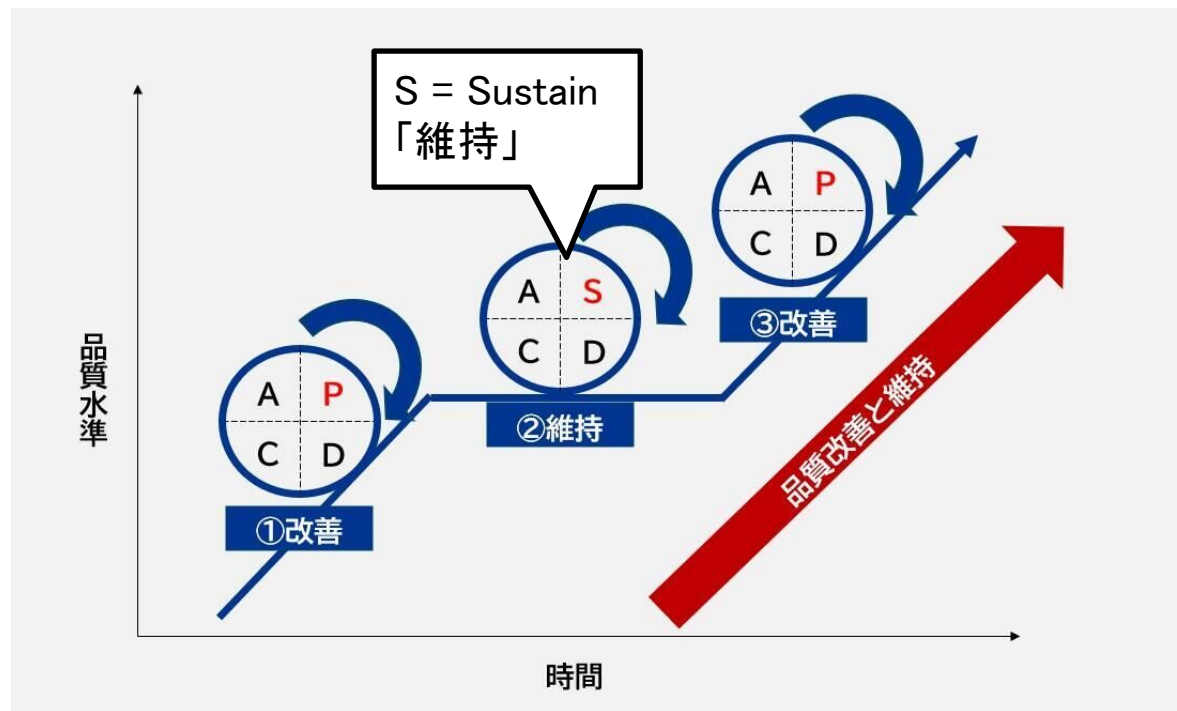 S = Sustain
「維持」
A P
C D
③改善
A S
C D
②維持
A P
C D
①改善
品質水準
品質改善と維持
時間